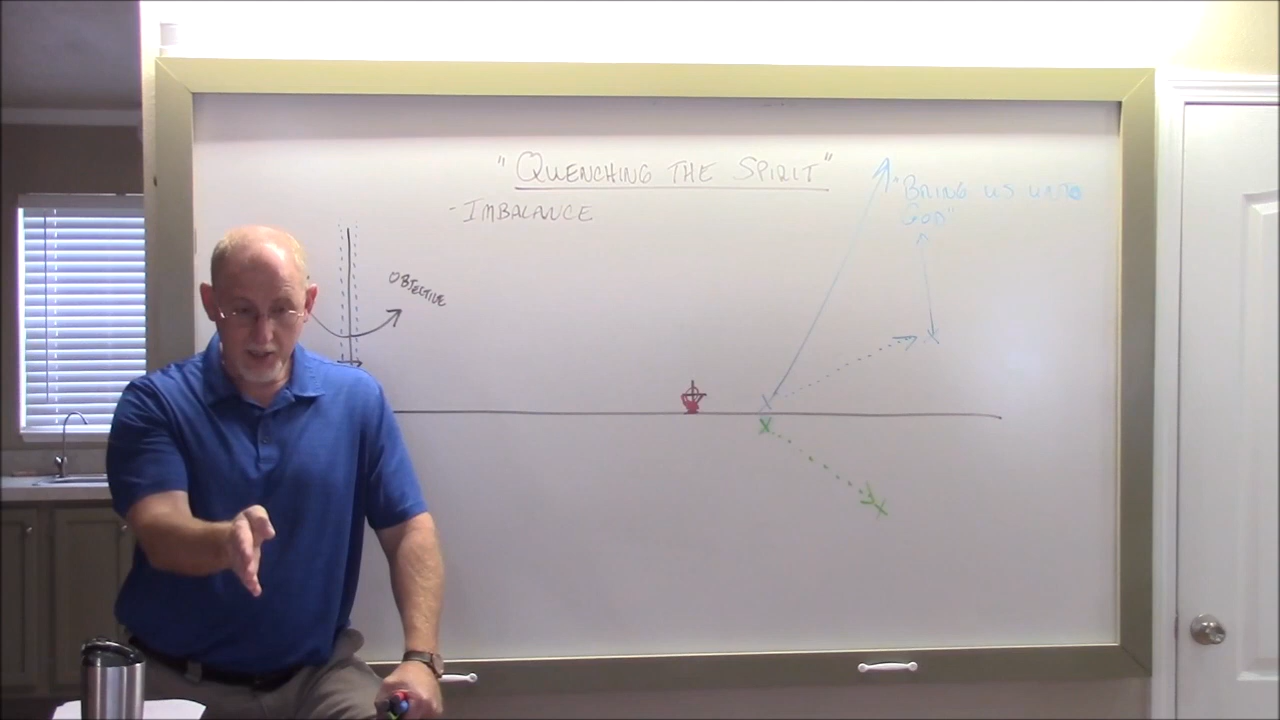 "QUENCHING THE SPIRIT"
- IMBALANCE
"BRING US UNTO
GOD"
OBJECTIVE